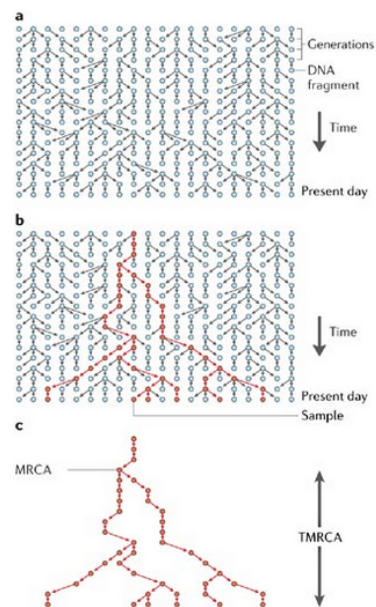 a
Generations
DNA
fragment
Time
Present day
b
Time
Present day
Sample
c
MRCA
TMRCA